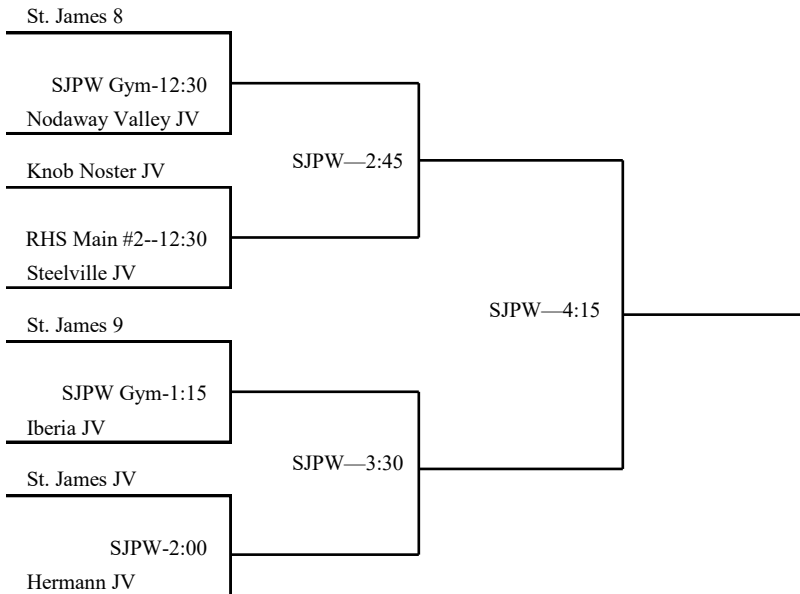 St. James 8
SJPW Gym-12:30
Nodaway Valley JV
SJPW—2:45
Knob Noster JV
RHS Main #2--12:30
Steelville JV
SJPW—4:15
St. James 9
SJPW Gym-1:15
Iberia JV
SJPW—3:30
St. James JV
SJPW-2:00
Hermann JV